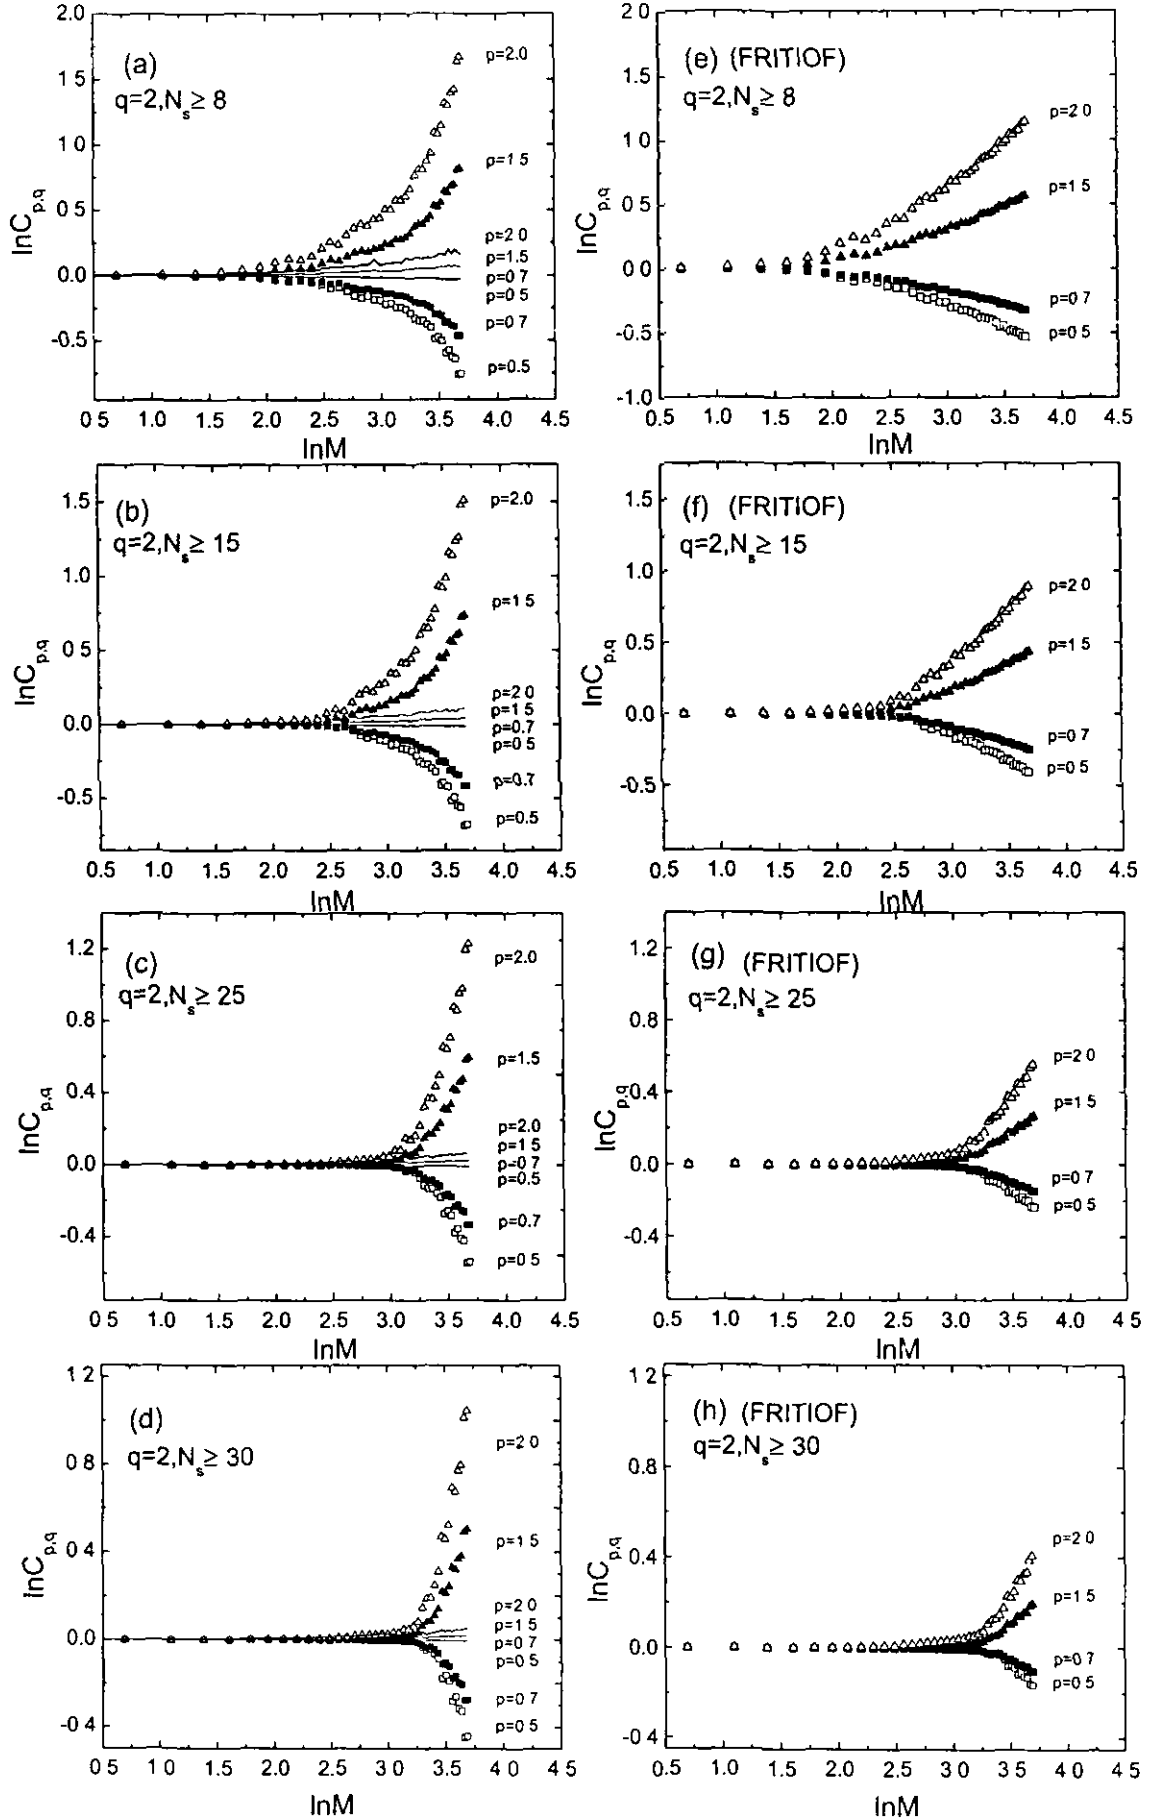 (a)
q=2,N_s≥ 8
lnC_p,q
2.0
1.5
1 0
0 5
0.0
-0.5
p=2.0
p=1 5
p=2 0
p=1.5
p=0 7
p=0 5
p=0 7
p=0.5
0 5 1.0 1 5 2.0 2.5 3.0 3.5 4.0 4.5
lnM
(e) (FRITIOF)
q=2,N_s≥ 8
lnC_p,q
2 0
1.5
1.0
0.5
0 0
-0.5
-1.0
p=2 0
p=1 5
p=0 7
p=0 5
0 5 1 0 1.5 2.0 2.5 3.0 3.5 4.0 4.5
lnM
(b)
q=2,N_s≥ 15
lnC_p,q
1.5
1.0
0 5
0.0
-0.5
p=2.0
p=1 5
p=2 0
p=1 5
p=0.7
p=0 5
p=0.7
p=0.5
0.5 1 0 1.5 2.0 2.5 3.0 3.5 4.0 4.5
lnM
(f) (FRITIOF)
q=2,N_s≥ 15
lnC_p,q
1 5
1.0
0.5
0.0
-0.5
p=2 0
p=1 5
p=0 7
p=0 5
0.5 1 0 1.5 2.0 2.5 3.0 3.5 4.0 4.5
lnM
(c)
q=2,N_s≥ 25
lnC_p,q
1.2
0.8
0.4
0.0
-0.4
p=2.0
p=1.5
p=2.0
p=1 5
p=0 7
p=0.5
p=0.7
p=0 5
0 5 1 0 1.5 2.0 2.5 3.0 3.5 4.0 4.5
lnM
(g) (FRITIOF)
q=2,N_s≥ 25
lnC_p,q
1.2
0.8
0.4
0.0
-0.4
p=2 0
p=1 5
p=0 7
p=0 5
0 5 1.0 1.5 2.0 2.5 3.0 3.5 4.0 4 5
lnM
(d)
q=2,N_s≥ 30
lnC_p,q
1 2
0.8
0 4
0.0
-0 4
p=2 0
p=1 5
p=2 0
p=1 5
p=0 7
p=0 5
p=0 7
p=0 5
0 5 1 0 1.5 2.0 2.5 3.0 3.5 4.0 4.5
lnM
(h) (FRITIOF)
q=2,N_s≥ 30
lnC_p,q
1 2
0.8
0.4
0.0
-0 4
p=2 0
p=1 5
p=0 7
p=0 5
0 5 1 0 1.5 2.0 2.5 3 0 3.5 4.0 4 5
lnM